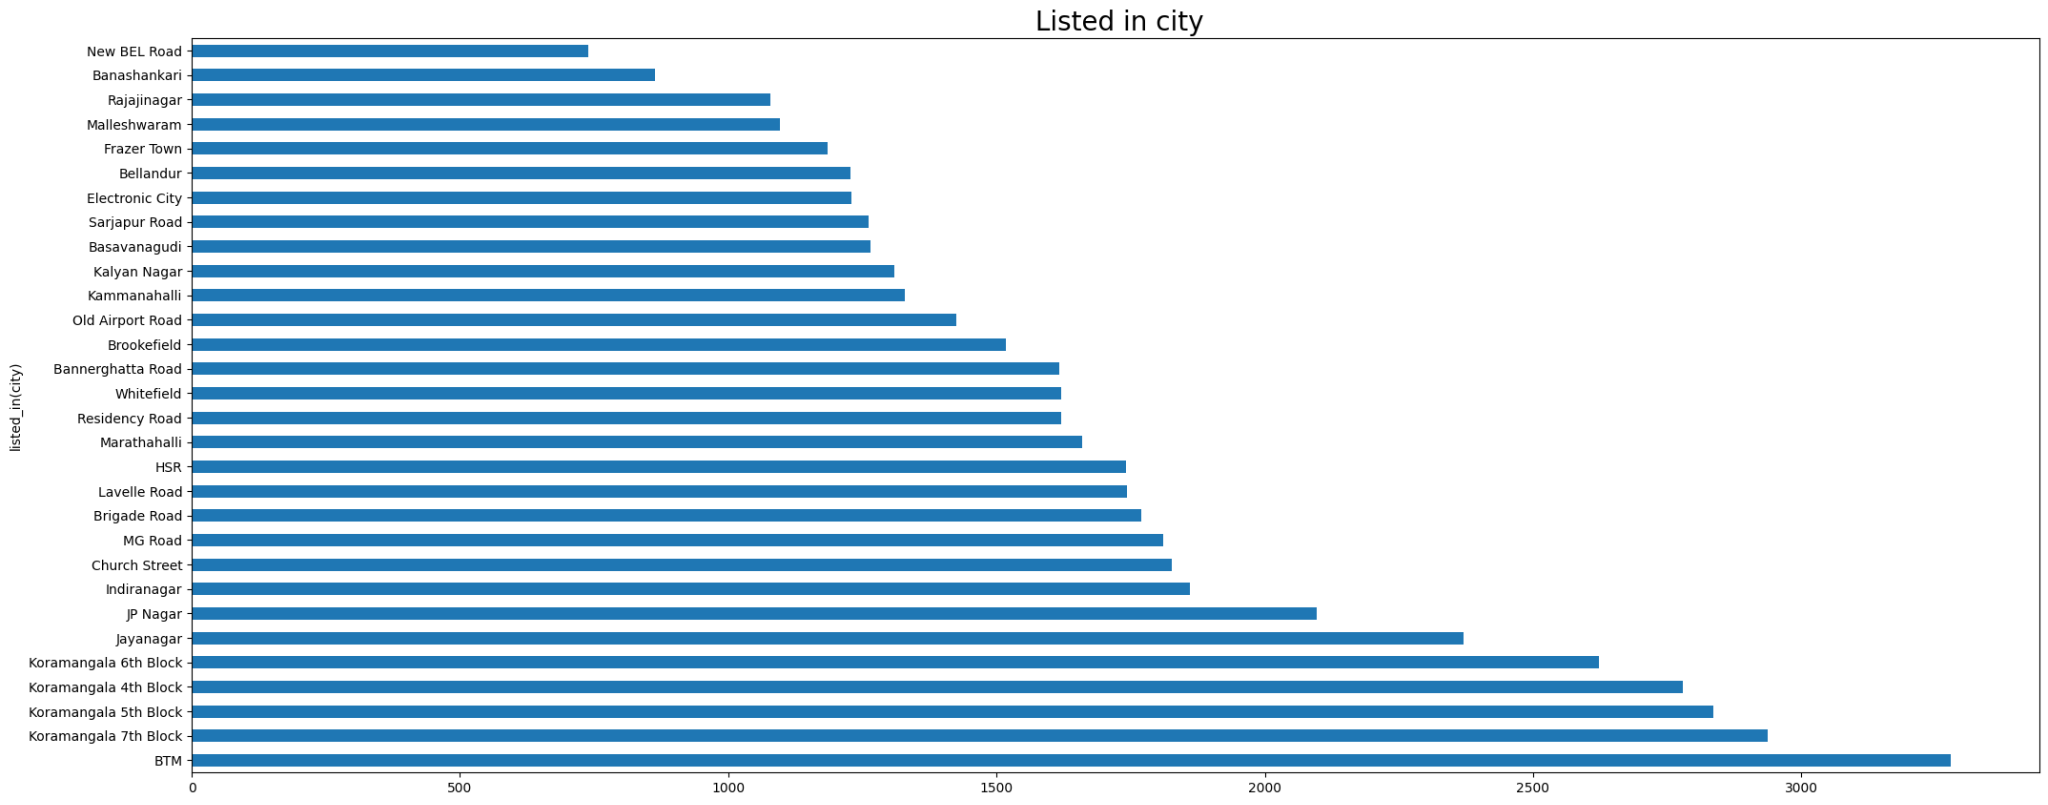 Listed in city
New BEL Road
Banashankari
Rajajinagar
Malleshwaram
Frazer Town
Bellandur
Electronic City
Sarjapur Road
Basavanagudi
Kalyan Nagar
Kammanahalli
Old Airport Road
Brookefield
Bannerghatta Road
Whitefield
Residency Road
Marathahalli
HSR
Lavelle Road
Brigade Road
MG Road
Church Street
Indiranagar
JP Nagar
Jayanagar
Koramangala 6th Block
Koramangala 4th Block
Koramangala 5th Block
Koramangala 7th Block
BTM
listed_in(city)
0 500 1000 1500 2000 2500 3000